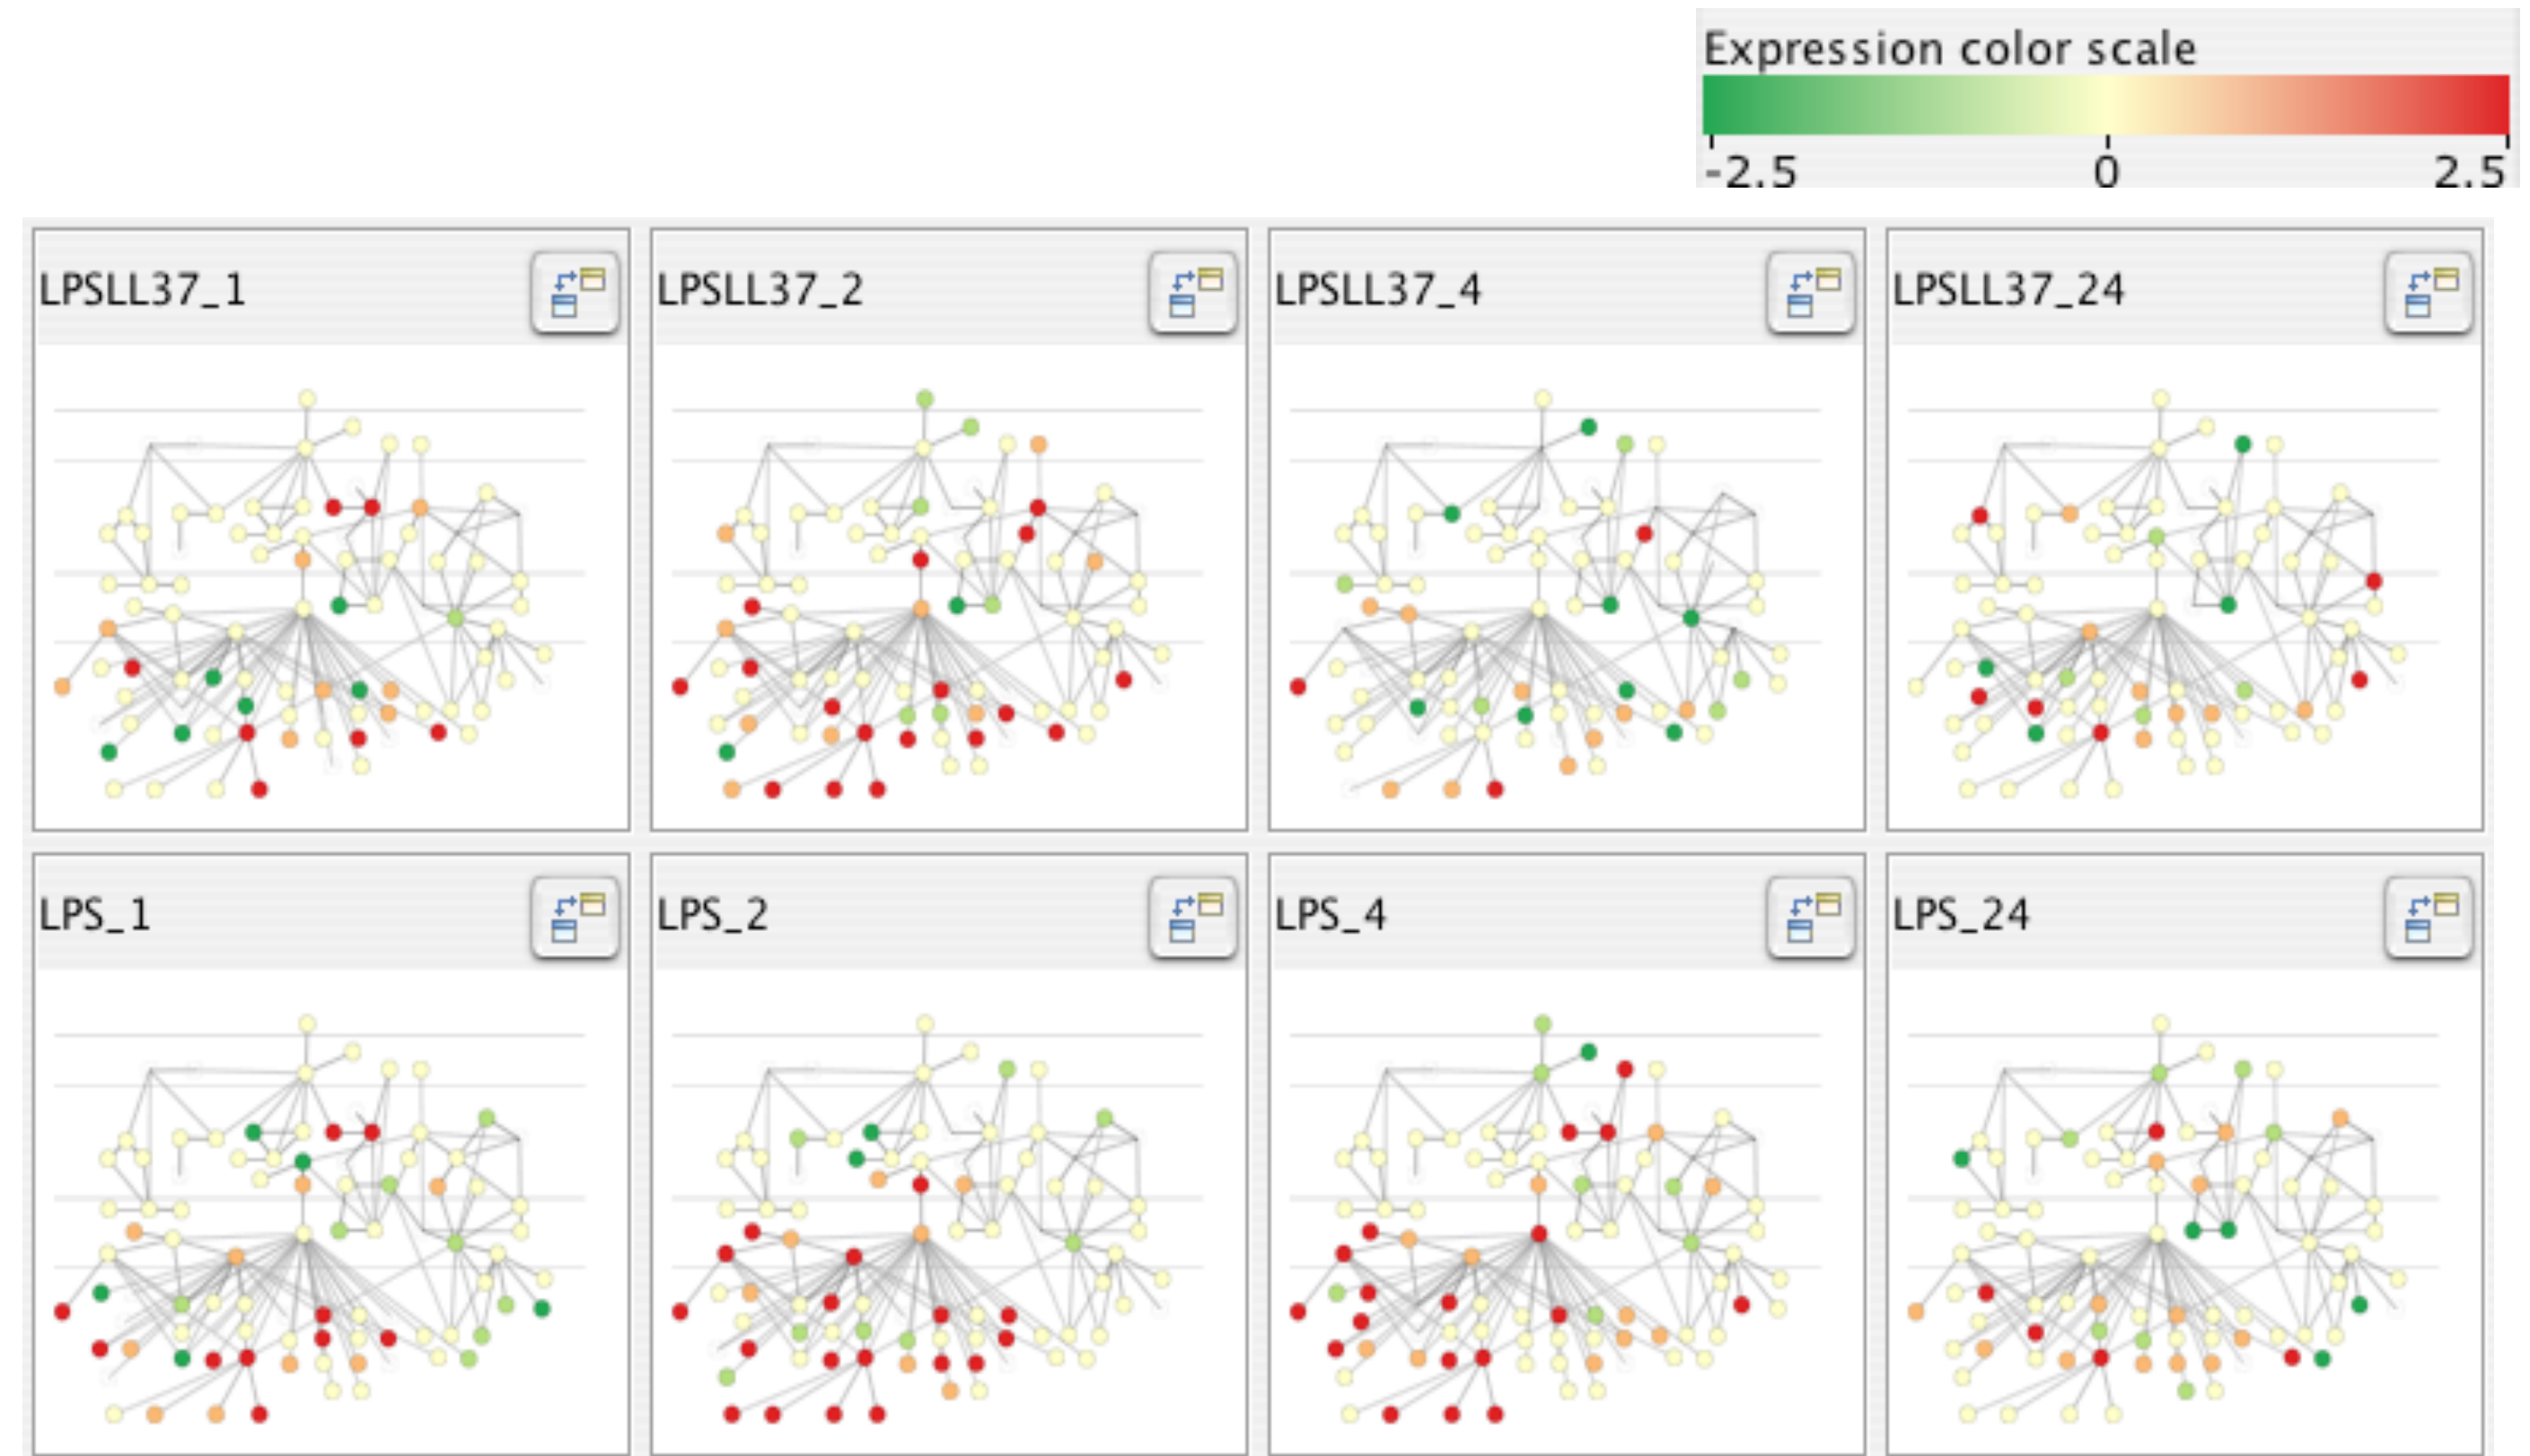 Expression color scale
-2.5 0 2.5
LPSLL37_1 LPSLL37_2 LPSLL37_4 LPSLL37_24
LPS_1 LPS_2 LPS_4 LPS_24